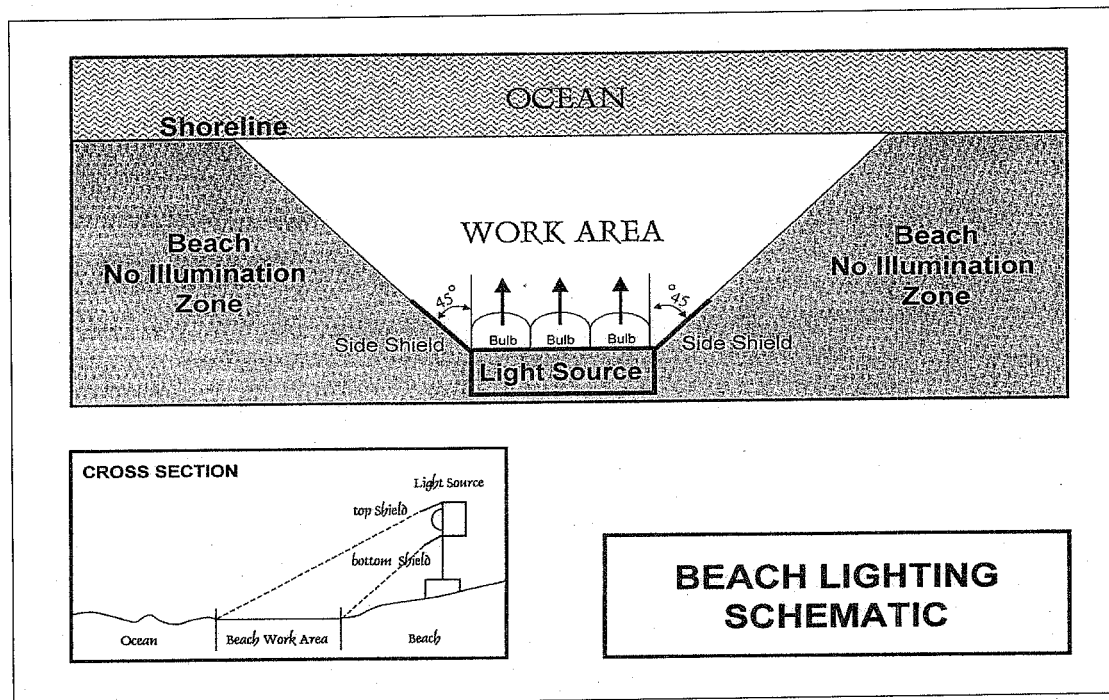 OCEAN
Shoreline
WORK AREA
Beach
No Illumination
Zone
Beach
No Illumination
Zone
45°
45°
Side Shield
Bulb
Bulb
Bulb
Side Shield
Light Source
CROSS SECTION
Light Source
top Shield
bottom Shield
Ocean
Beach Work Area
Beach
BEACH LIGHTING
SCHEMATIC